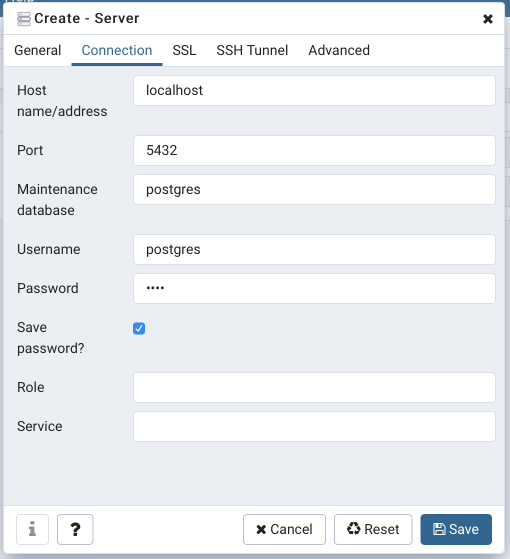 Create - Server
General Connection SSL SSH Tunnel Advanced
Host
name/address
localhost
Port
5432
Maintenance
database
postgres
Username
postgres
Password
••••
Save
password?
Role
Service
i ? Cancel Reset Save